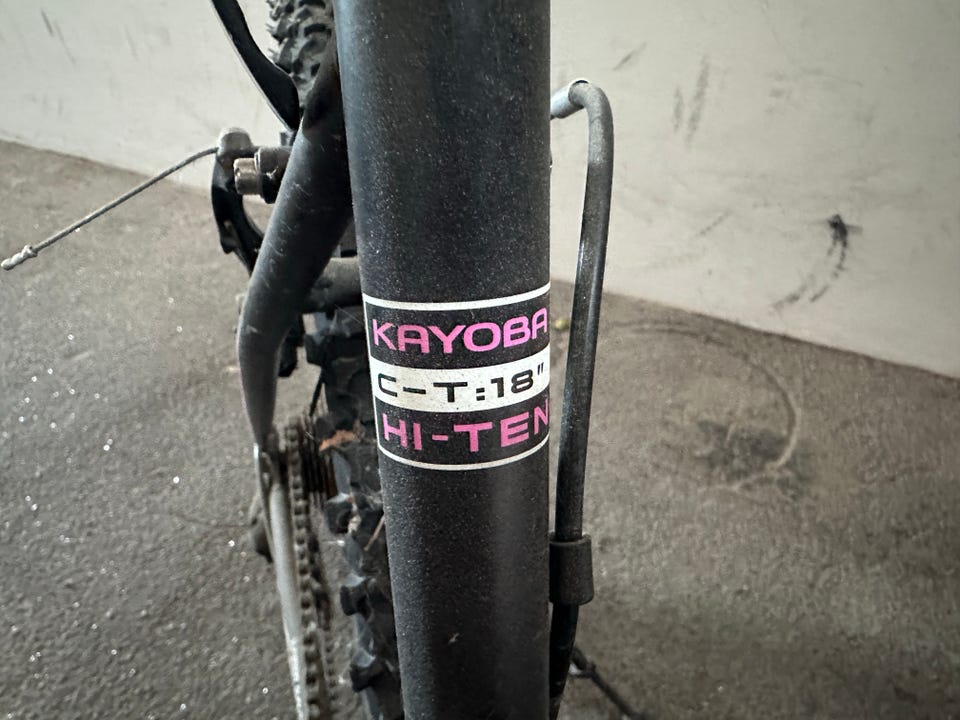 KAYOBA
C-T:18"
HI-TEN